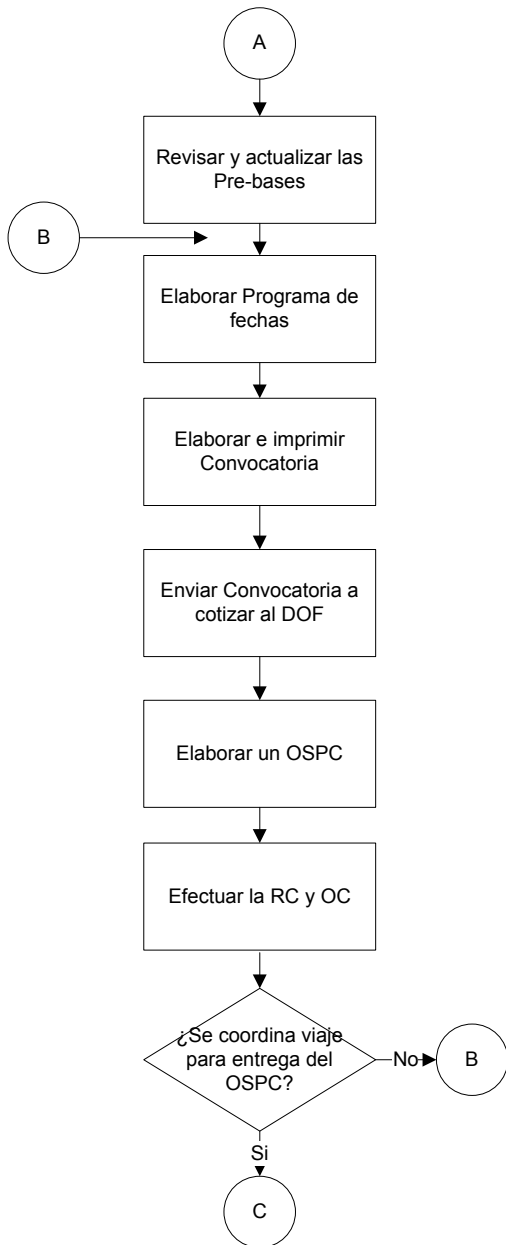 A
Revisar y actualizar las
Pre-bases
B
Elaborar Programa de
fechas
Elaborar e imprimir
Convocatoria
Enviar Convocatoria a
cotizar al DOF
Elaborar un OSPC
Efectuar la RC y OC
¿Se coordina viaje
para entrega del
OSPC?
No
B
Si
C